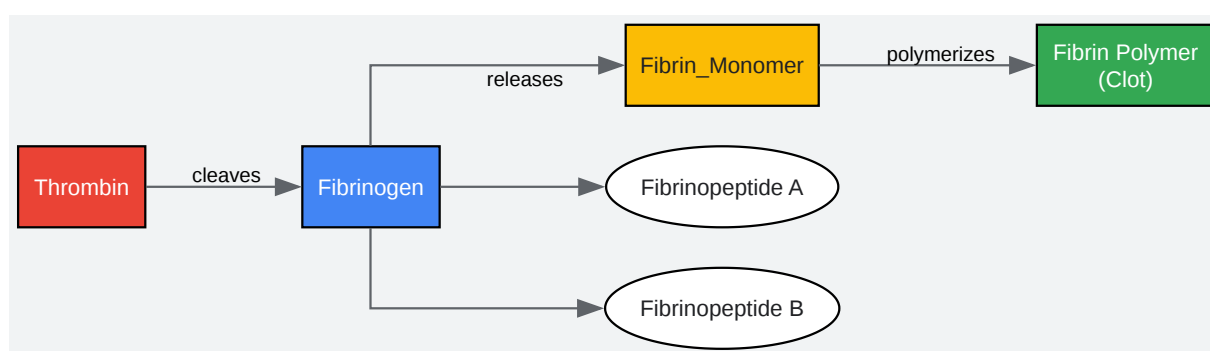 Fibrin_Monomer
polymerizes
Fibrin Polymer
(Clot)
releases
Thrombin
cleaves
Fibrinogen
Fibrinopeptide A
Fibrinopeptide B